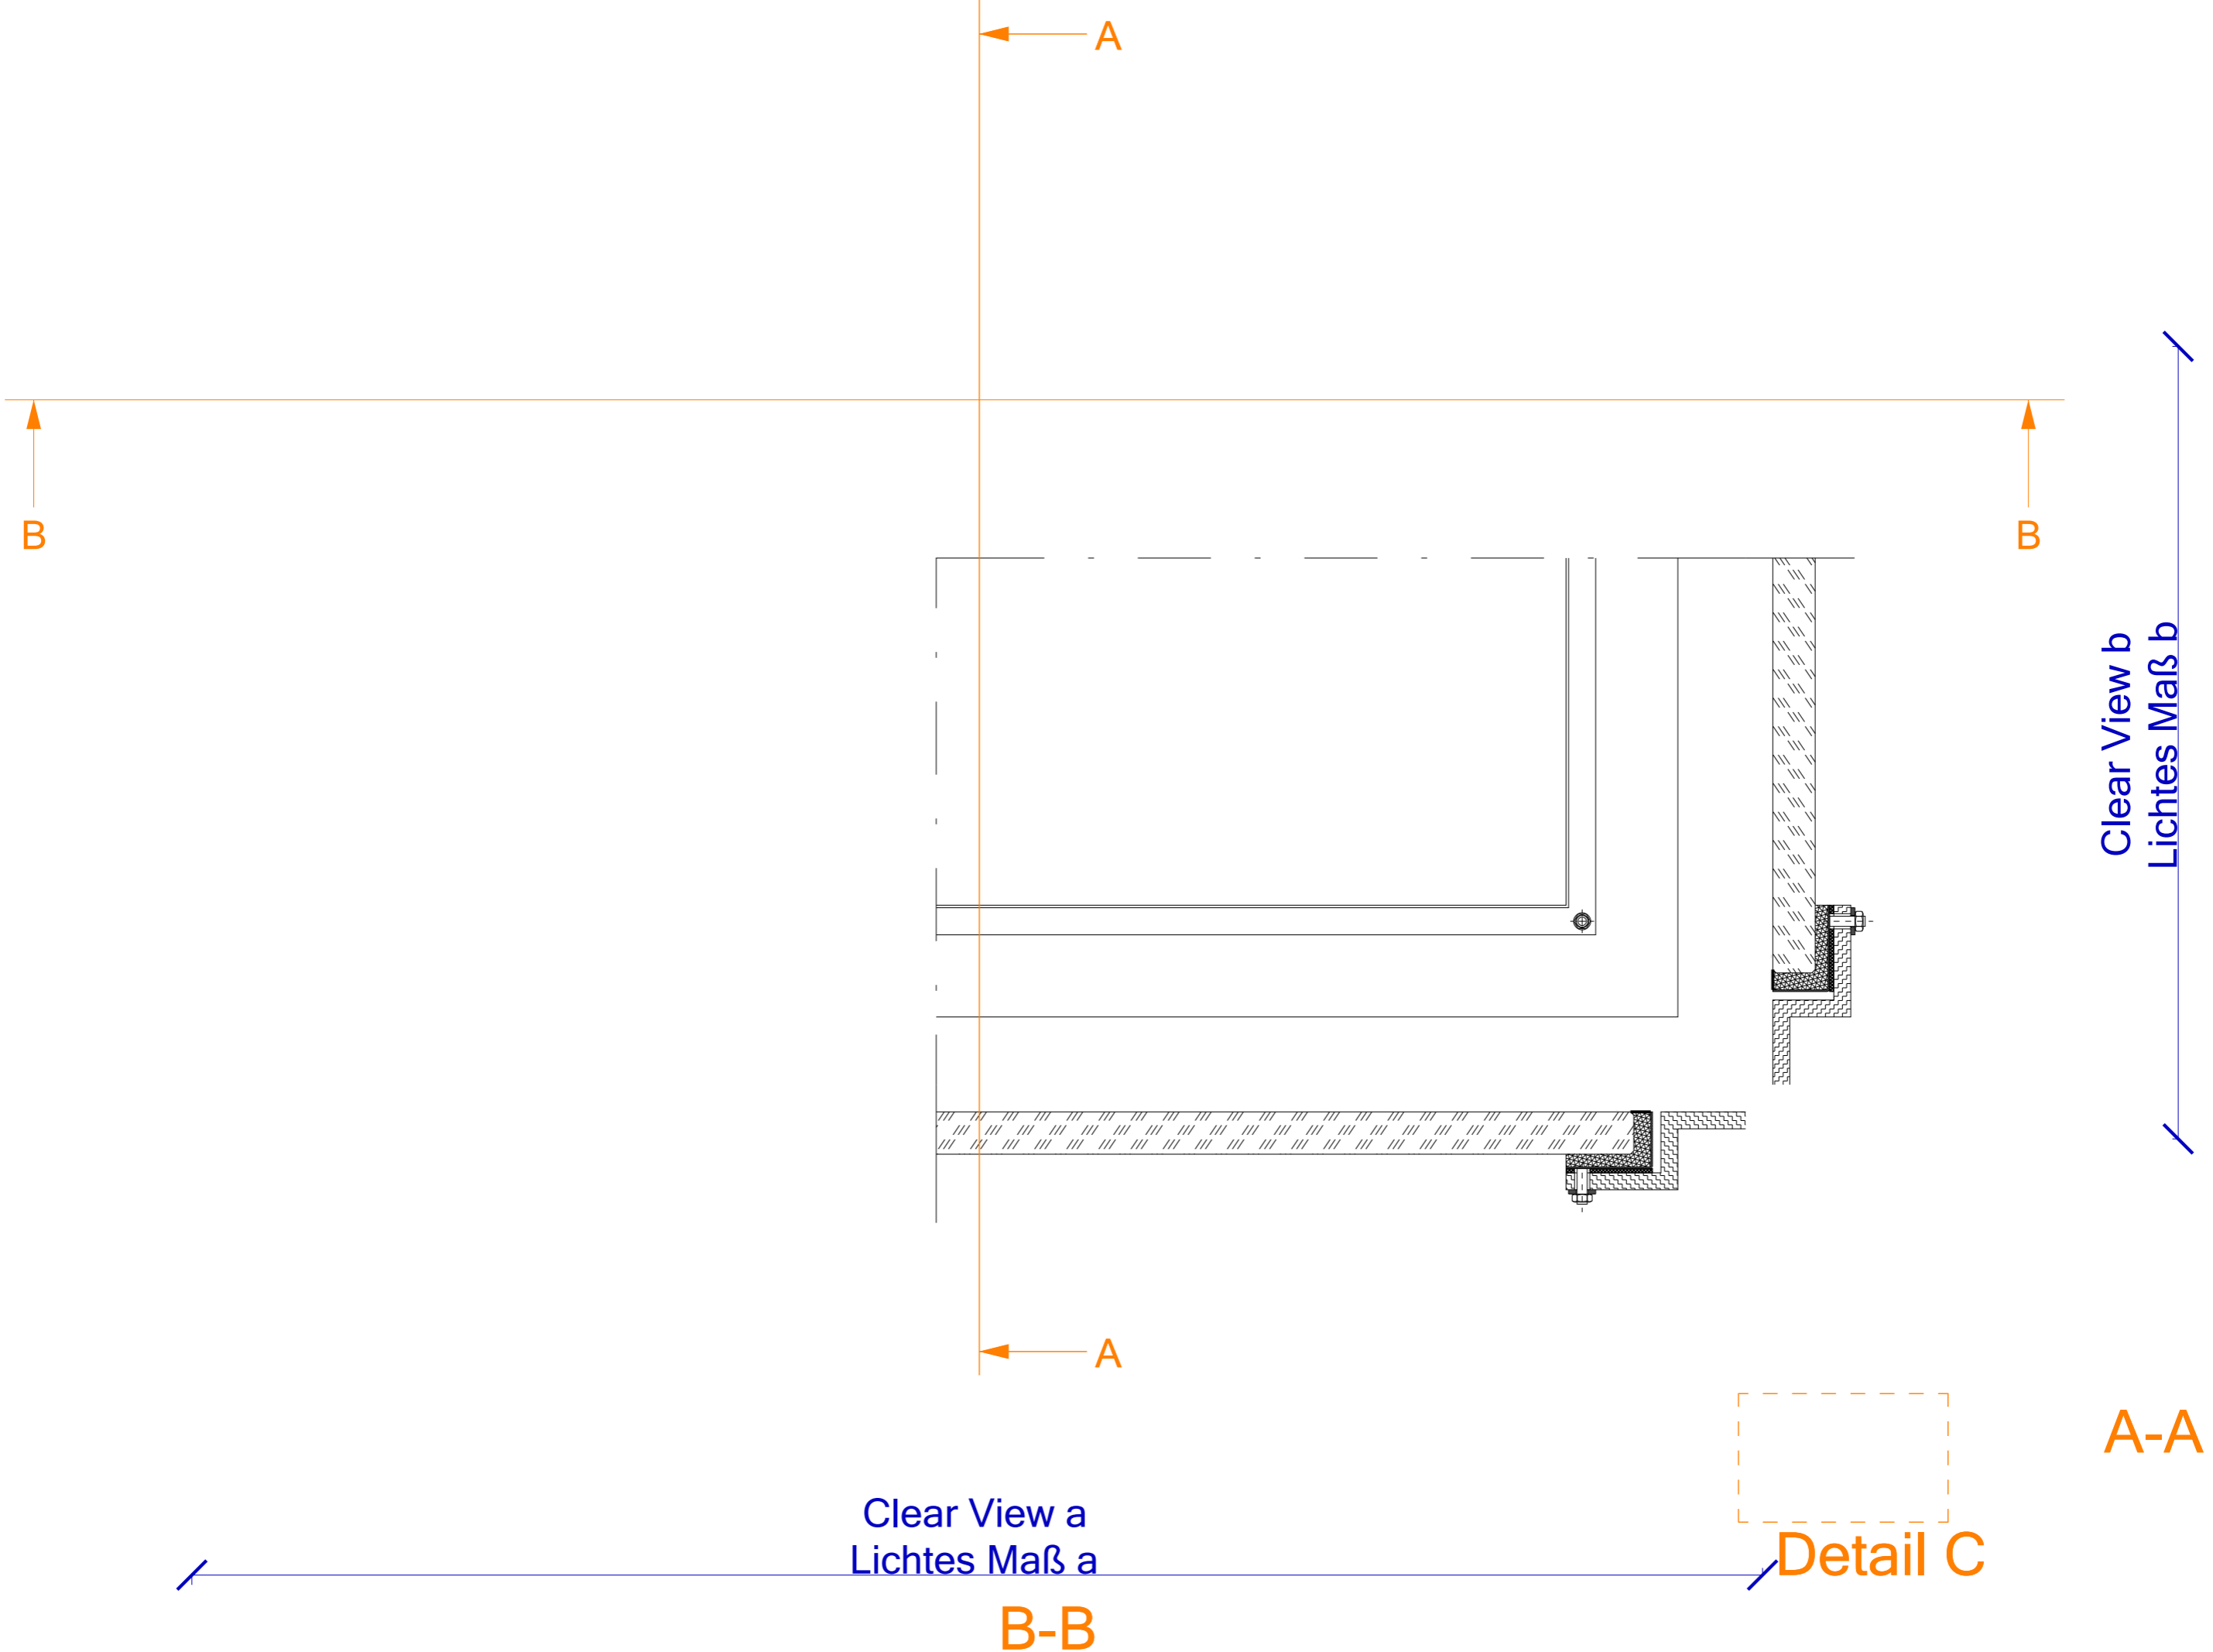 A
B
B
Clear View b
Lichtes Maß b
A
A-A
Clear View a
Lichtes Maß a
Detail C
B-B